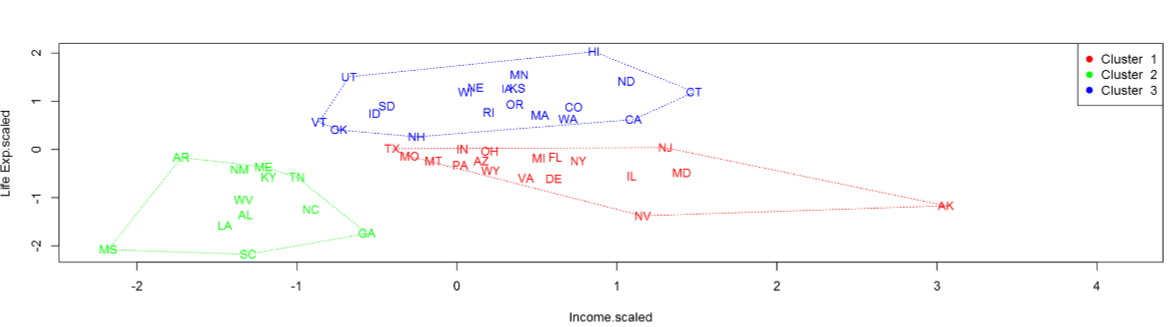 2
1
0
-1
-2
Life Exp.scaled
HI
UT
MN
ND
NE
WI
IA
KS
CT
SD
OR
CO
ID
RI
MA
WA
CA
VT
OK
NH
TX
IN
OH
NJ
MO
MT
AZ
PA
WY
MI
FL
NY
VA
DE
IL
MD
NV
AK
AR
NM
ME
KY
TN
WV
NC
AL
LA
GA
MS
SC
Cluster 1
Cluster 2
Cluster 3
-2
-1
0
1
2
3
4
Income.scaled